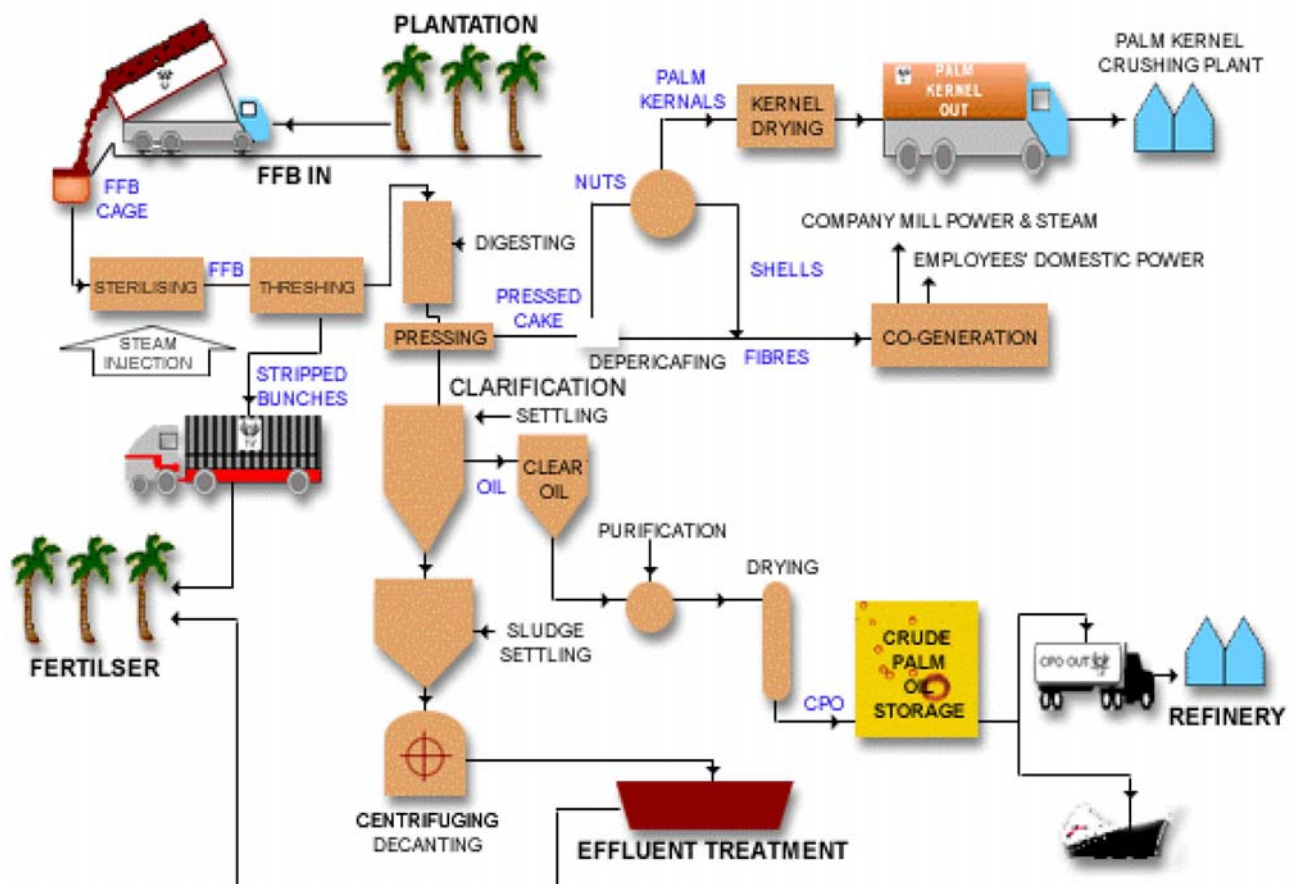 PLANTATION
FFB IN
FFB
CAGE
PALM
KERNALS
KERNEL
DRYING
PALM
KERNEL
OUT
PALM KERNEL
CRUSHING PLANT
NUTS
SHELLS
COMPANY MILL POWER & STEAM
EMPLOYEES' DOMESTIC POWER
CO-GENERATION
STERILISING
FFB
THRESHING
DIGESTING
STEAM
INJECTION
PRESSING
PRESSED
CAKE
DEPERICAFING
FIBRES
STRIPPED
BUNCHES
CLARIFICATION
SETTLING
OIL
CLEAR
OIL
PURIFICATION
DRYING
FERTILSER
SLUDGE
SETTLING
CPO
CRUDE
PALM
OIL
STORAGE
CPO OUT
REFINERY
CENTRIFUGING
DECANTING
EFFLUENT TREATMENT